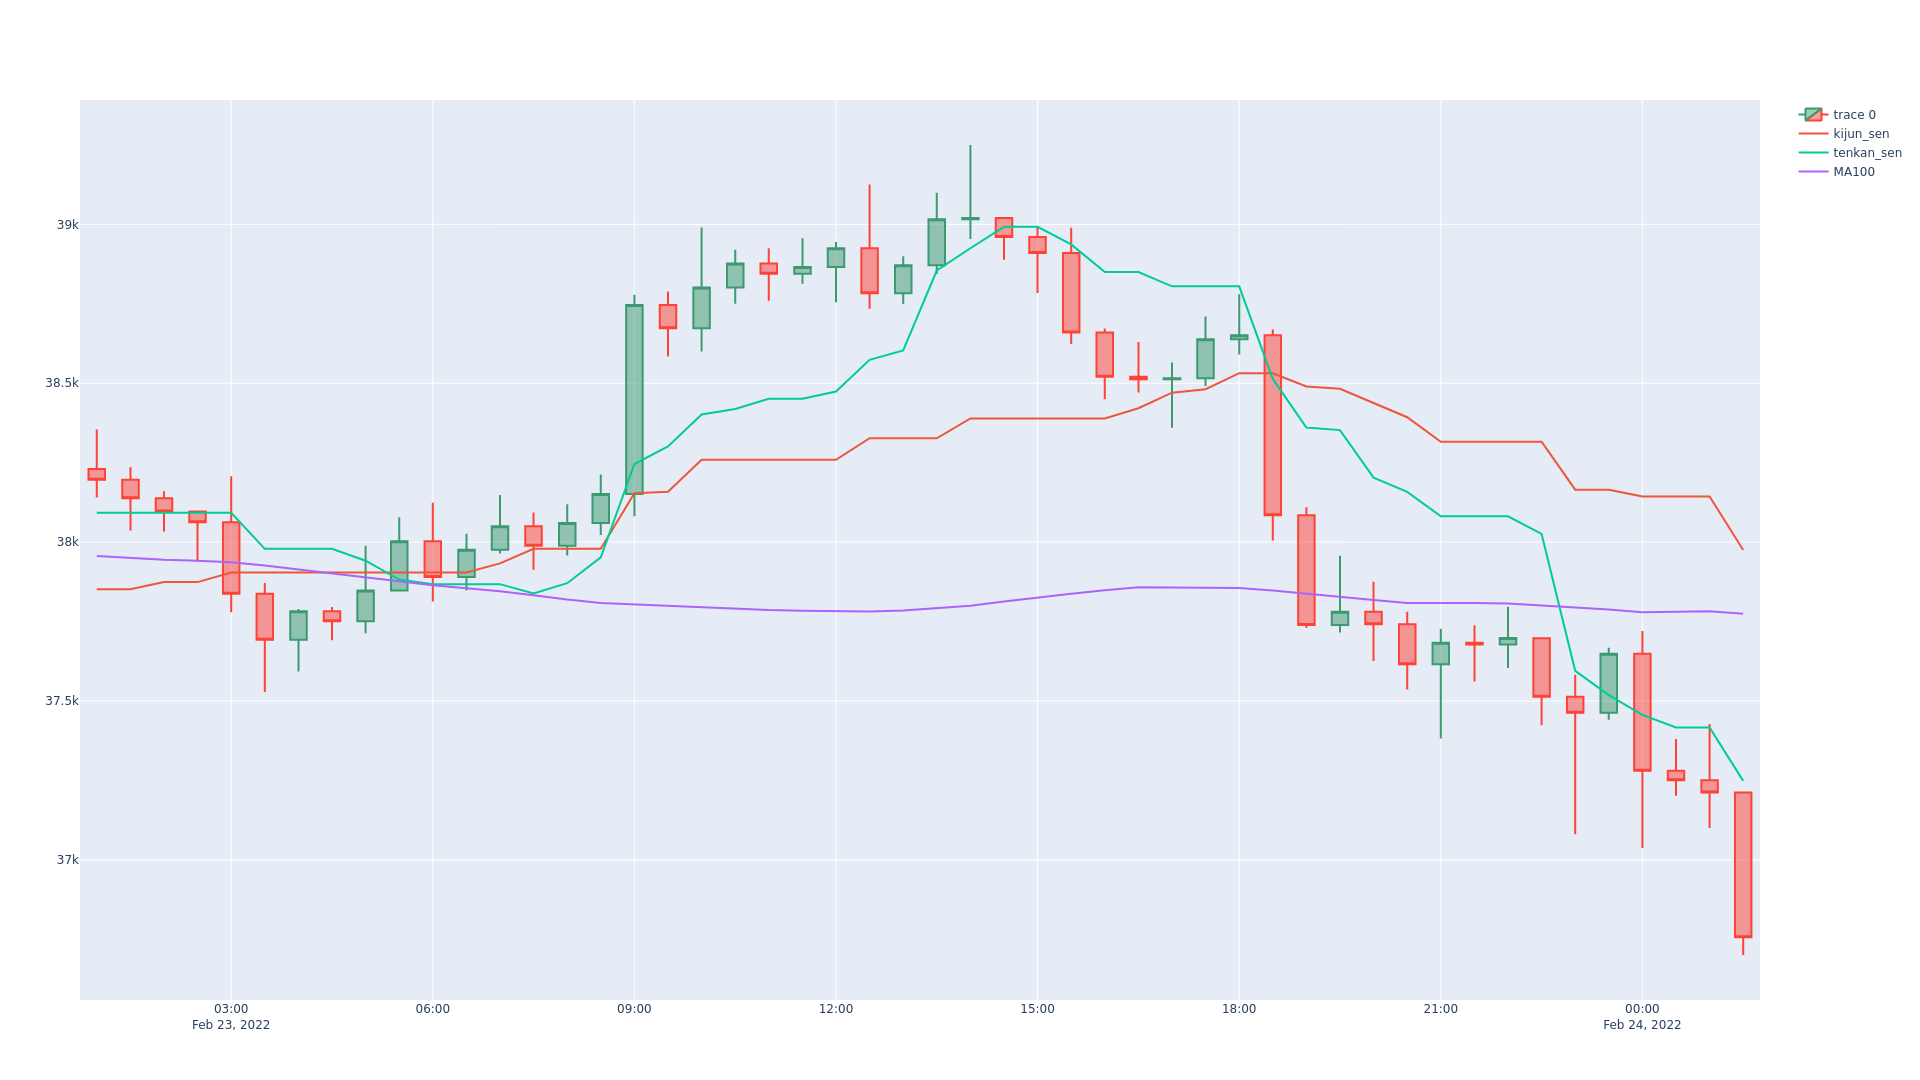 trace 0
kijun_sen
tenkan_sen
MA100
39k
38.5k
38k
37.5k
37k
03:00 06:00 09:00 12:00 15:00 18:00 21:00 00:00
Feb 23, 2022 Feb 24, 2022